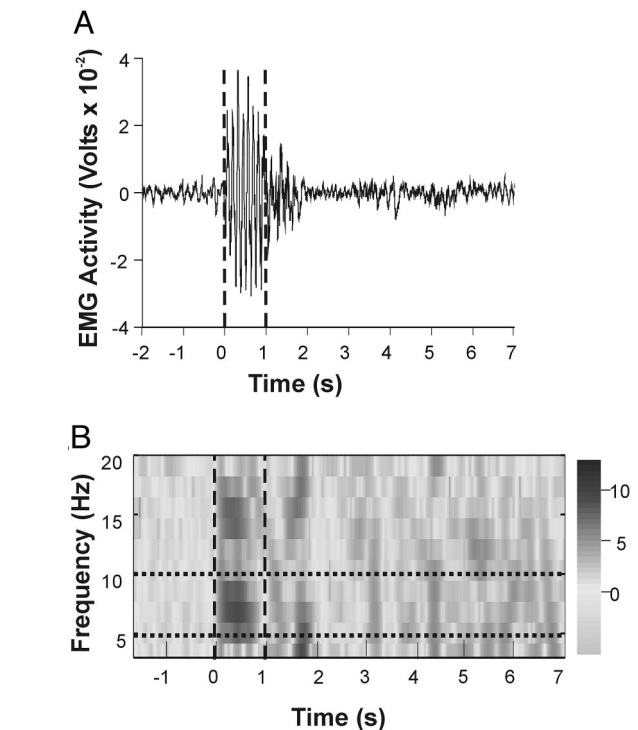 A
EMG Activity (Volts x 10-2)
4
2
0
-2
-4
-2 -1 0 1 2 3 4 5 6 7
Time (s)
B
Frequency (Hz)
20
15
10
5
-1 0 1 2 3 4 5 6 7
Time (s)
10
5
0